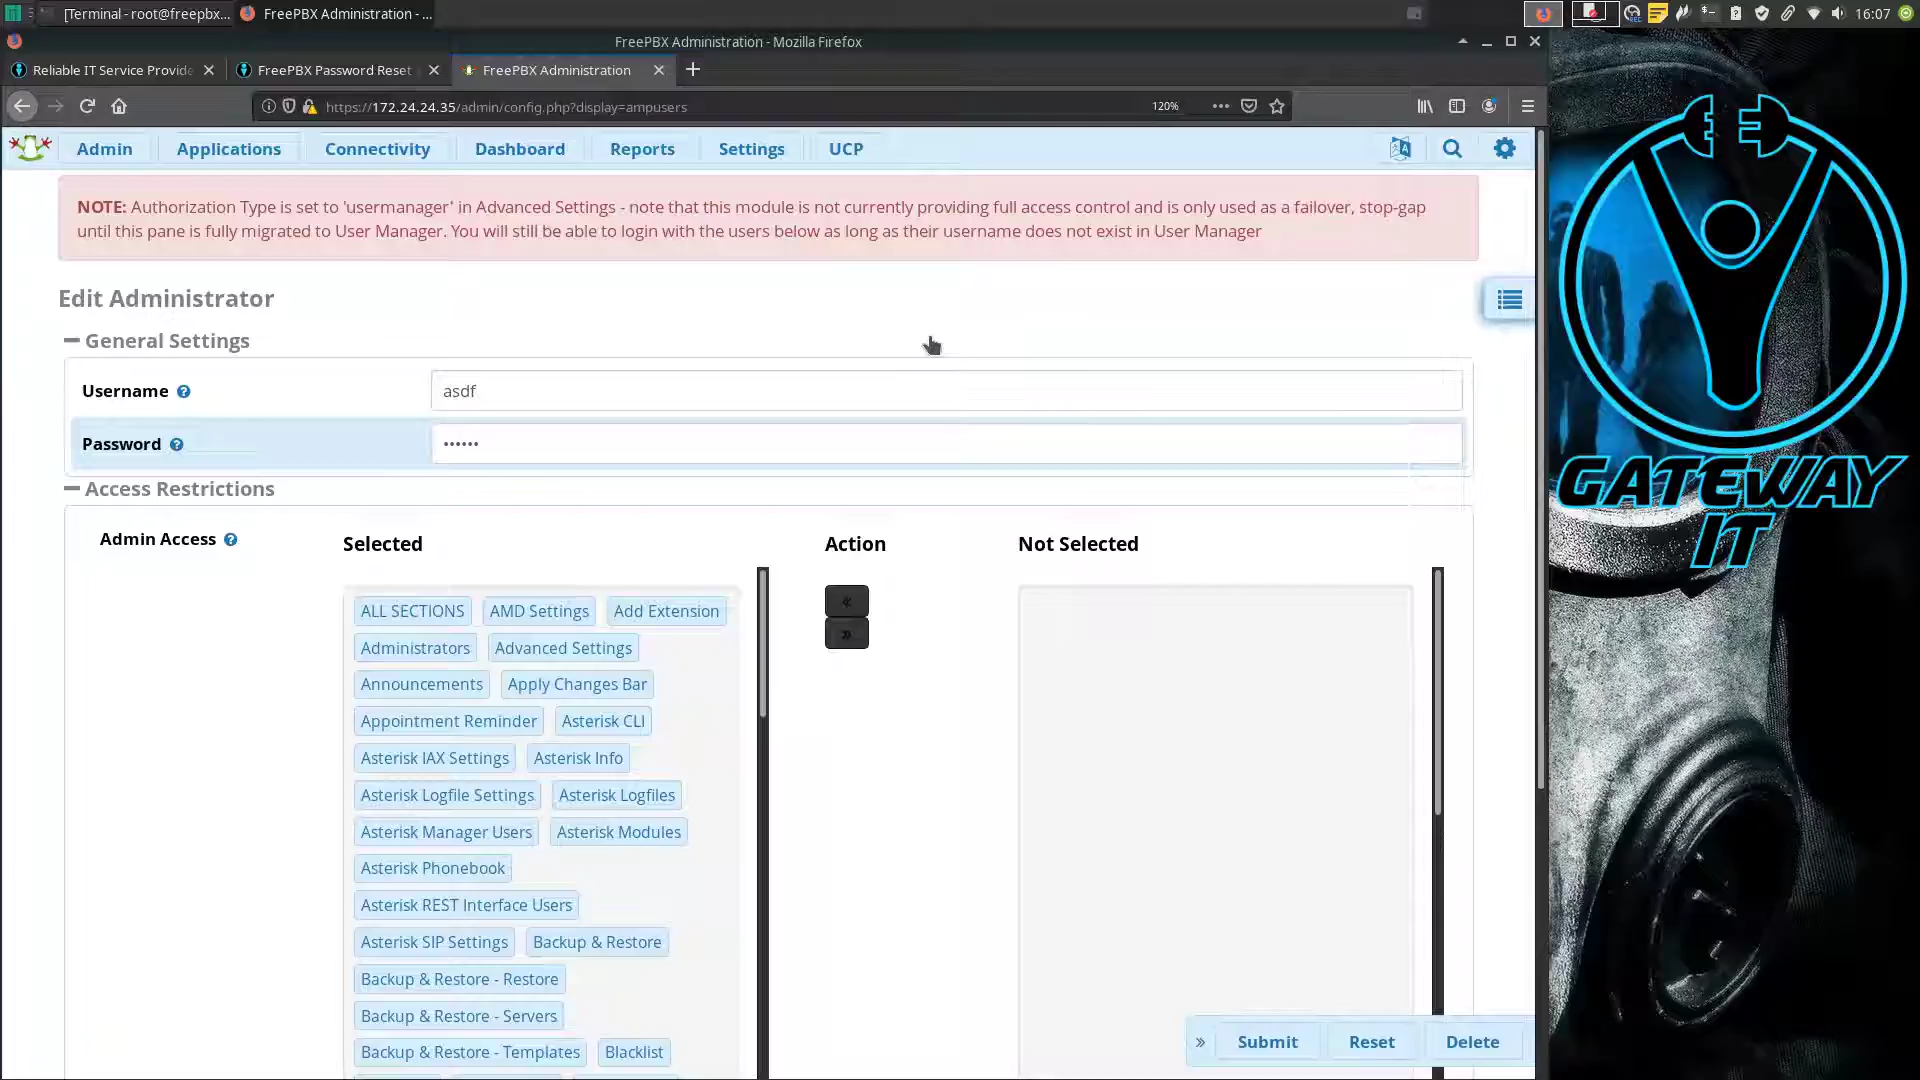 [Terminal - root@freepbx...
FreePBX Administration - ...
16:07
FreePBX Administration - Mozilla Firefox
Reliable IT Service Provide
FreePBX Password Reset
FreePBX Administration
https://172.24.24.35/admin/config.php?display=ampusers
120%
Admin
Applications
Connectivity
Dashboard
Reports
Settings
UCP
NOTE: Authorization Type is set to 'usermanager' in Advanced Settings - note that this module is not currently providing full access control and is only used as a failover, stop-gap
until this pane is fully migrated to User Manager. You will still be able to login with the users below as long as their username does not exist in User Manager
Edit Administrator
General Settings
Username
asdf
Password
••••••
Access Restrictions
Admin Access
Selected
Action
Not Selected
ALL SECTIONS AMD Settings Add Extension
Administrators Advanced Settings
Announcements Apply Changes Bar
Appointment Reminder Asterisk CLI
Asterisk IAX Settings Asterisk Info
Asterisk Logfile Settings Asterisk Logfiles
Asterisk Manager Users Asterisk Modules
Asterisk Phonebook
Asterisk REST Interface Users
Asterisk SIP Settings Backup & Restore
Backup & Restore - Restore
Backup & Restore - Servers
Backup & Restore - Templates Blacklist
«
»
» Submit Reset Delete
GATEWAY
IT